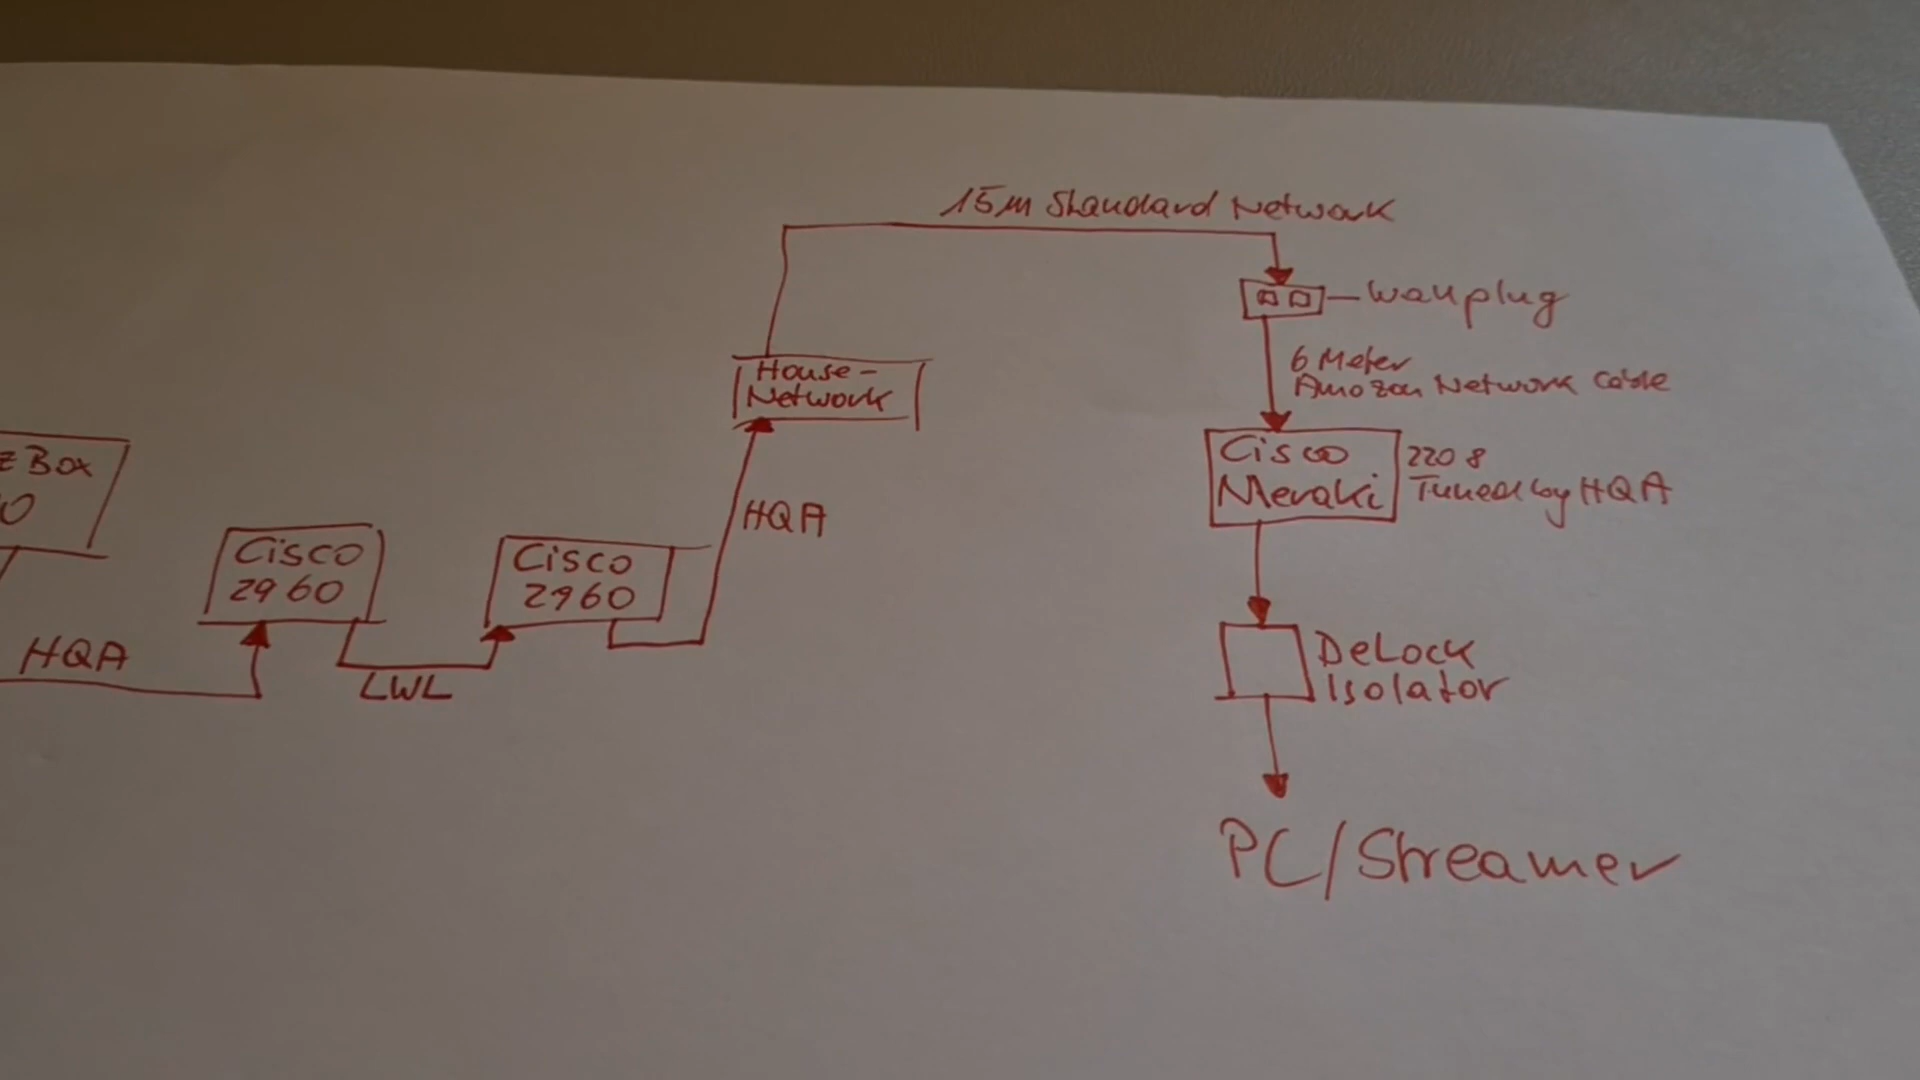 15m Standard Network
Wallplug
6 Meter
Amazon Network Cable
House-
Network
Cisco
Meraki
220 8
Tuned by HQA
z Box
HQA
Cisco
2960
Cisco
2960
HQA
LWL
DeLock
Isolator
PC/Streamer